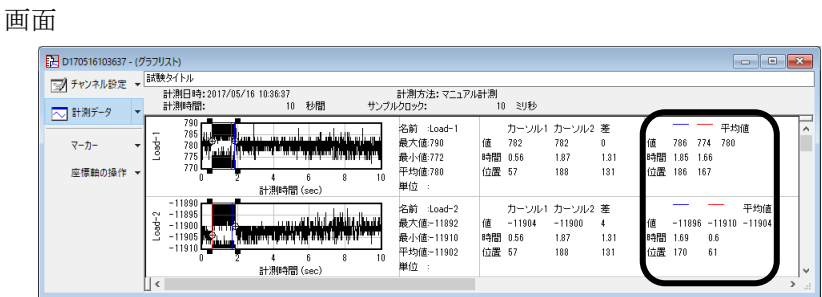 画面
D170516103637 - (グラフリスト)
チャンネル設定
計測データ
マーカー
座標軸の操作
試験タイトル
計測日時:2017/05/16 10:36:37 計測方法:マニュアル計測
計測時間: 10 秒間 サンプルクロック: 10 ミリ秒
Load-1
790
785
780
775
770
0 2 4 6 8 10
計測時間(sec)
名前 :Load-1 カーソル1 カーソル2 差 平均値
最大値:790 値 782 782 0 値 786 774 780
最小値:772 時間 0.56 1.87 1.31 時間 1.85 1.66
平均値:780 位置 57 188 131 位置 186 167
単位 :
Load-2
-11890
-11895
-11900
-11905
-11910
0 2 4 6 8 10
計測時間(sec)
名前 :Load-2 カーソル1 カーソル2 差 平均値
最大値:-11892 値 -11904 -11900 4 値 -11896 -11910 -11904
最小値:-11910 時間 0.56 1.87 1.31 時間 1.69 0.6
平均値:-11902 位置 57 188 131 位置 170 61
単位 :